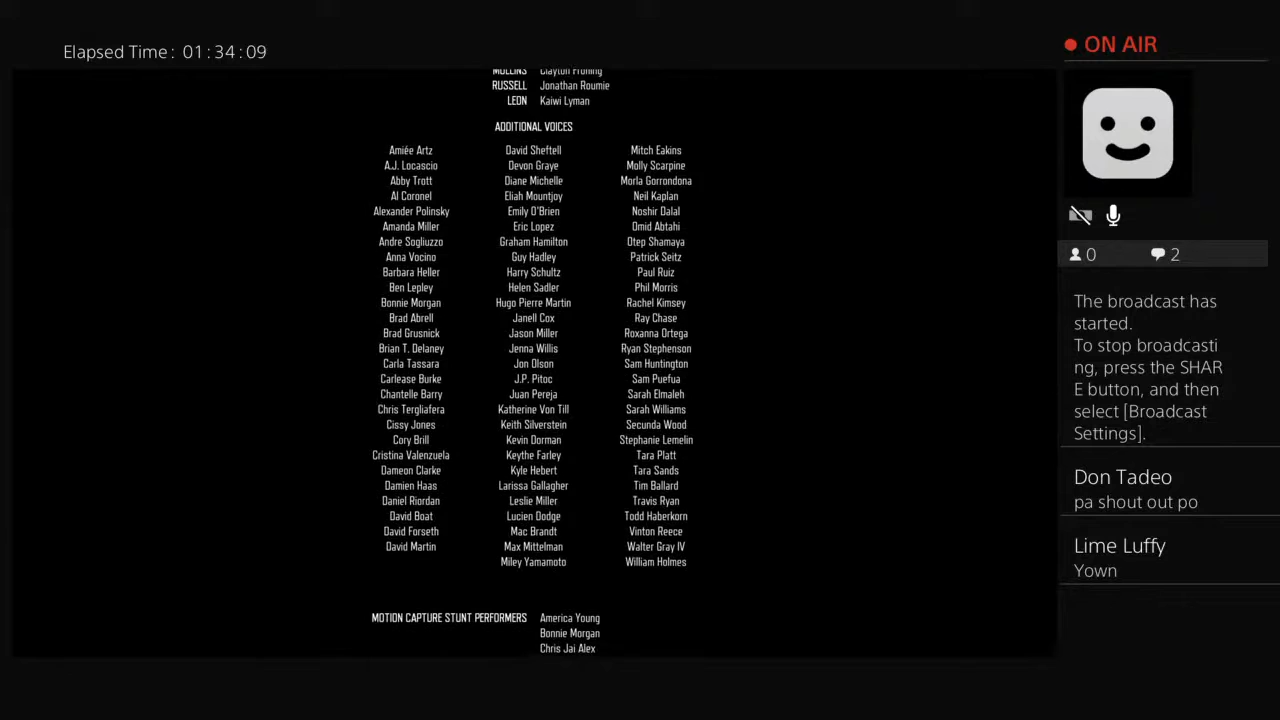 Elapsed Time: 01:34:09
ON AIR
MULLINS Clayton Froning
RUSSELL Jonathan Roumie
LEON Kaiwi Lyman
ADDITIONAL VOICES
Amiée Artz David Sheftell Mitch Eakins
A.J. Locascio Devon Graye Molly Scarpine
Abby Trott Diane Michelle Morla Gorrondona
Al Coronel Eliah Mountjoy Neil Kaplan
Alexander Polinsky Emily O'Brien Noshir Dalal
Amanda Miller Eric Lopez Omid Abtahi
Andre Sogliuzzo Graham Hamilton Otep Shamaya
Anna Vocino Guy Hadley Patrick Seitz
Barbara Heller Harry Schultz Paul Ruiz
Ben Lepley Helen Sadler Phil Morris
Bonnie Morgan Hugo Pierre Martin Rachel Kimsey
Brad Abrell Janell Cox Ray Chase
Brad Grusnick Jason Miller Roxanna Ortega
Brian T. Delaney Jenna Willis Ryan Stephenson
Carla Tassara Jon Olson Sam Huntington
Carlease Burke J.P. Pitoc Sam Puefua
Chantelle Barry Juan Pereja Sarah Elmaleh
Chris Tergliafera Katherine Von Till Sarah Williams
Cissy Jones Keith Silverstein Secunda Wood
Cory Brill Kevin Dorman Stephanie Lemelin
Cristina Valenzuela Keythe Farley Tara Platt
Dameon Clarke Kyle Hebert Tara Sands
Damien Haas Larissa Gallagher Tim Ballard
Daniel Riordan Leslie Miller Travis Ryan
David Boat Lucien Dodge Todd Haberkorn
David Forseth Mac Brandt Vinton Reece
David Martin Max Mittelman Walter Gray IV
Miley Yamamoto William Holmes
MOTION CAPTURE STUNT PERFORMERS America Young
Bonnie Morgan
Chris Jai Alex
0 2
The broadcast has
started.
To stop broadcasti
ng, press the SHAR
E button, and then
select [Broadcast
Settings].
Don Tadeo
pa shout out po
Lime Luffy
Yown